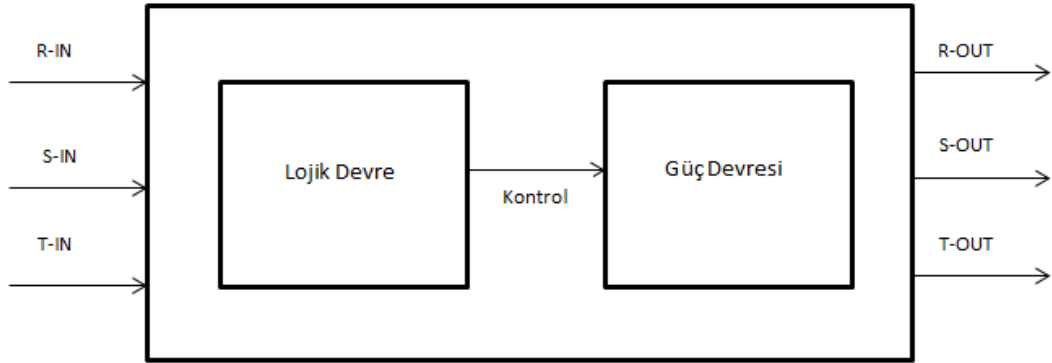 R-IN
S-IN
T-IN
Lojik Devre
Kontrol
Güç Devresi
R-OUT
S-OUT
T-OUT